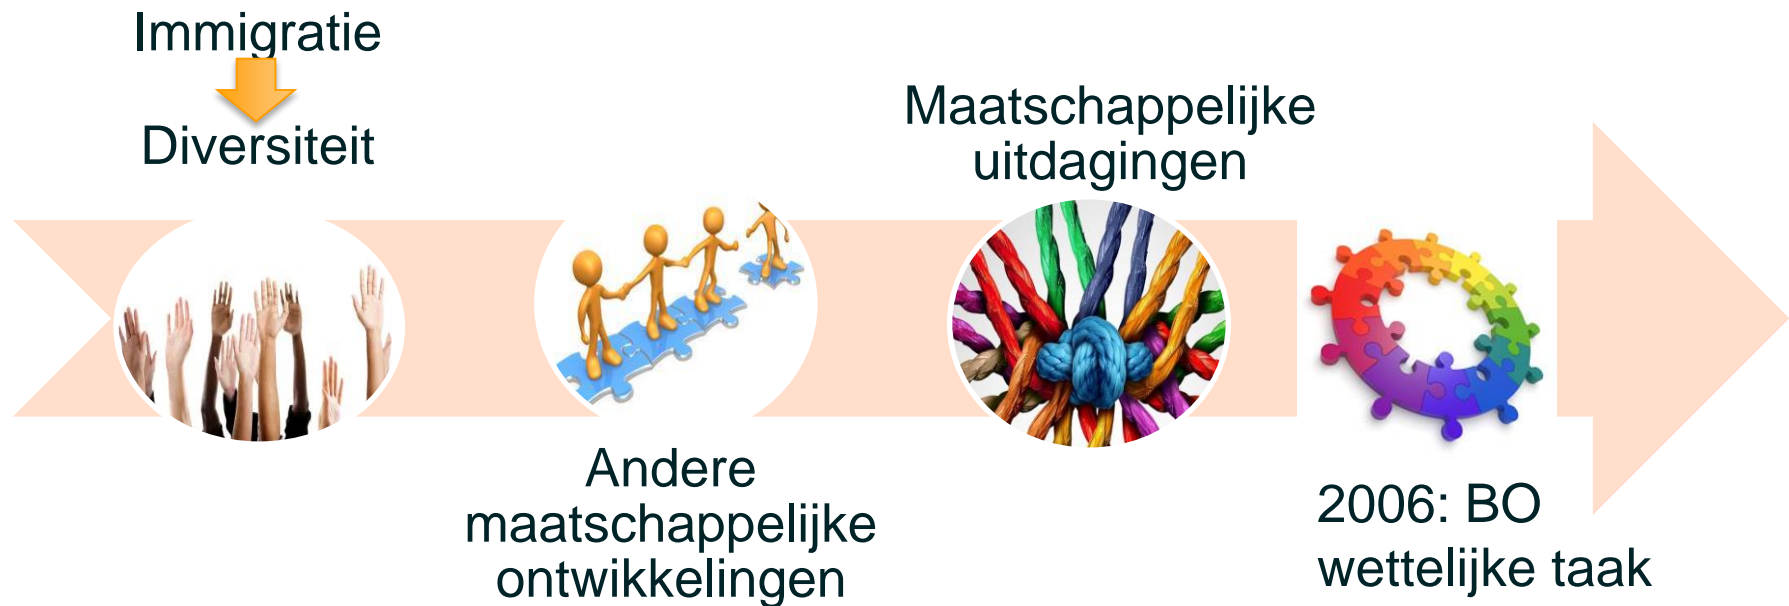 Immigratie
Diversiteit
Andere
maatschappelijke
ontwikkelingen
Maatschappelijke
uitdagingen
2006: BO
wettelijke taak